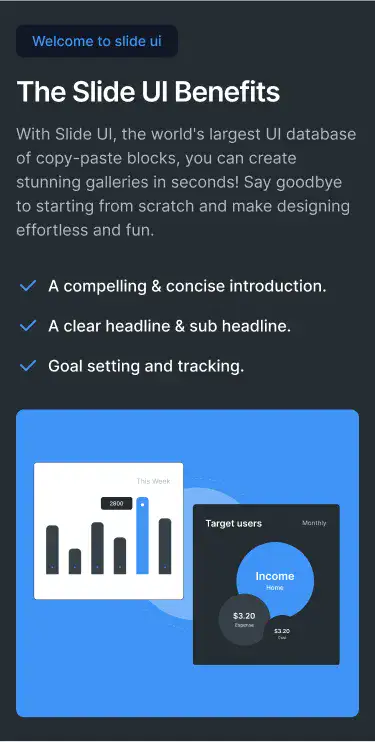 Welcome to slide ui
The Slide UI Benefits
With Slide UI, the world's largest UI database
of copy-paste blocks, you can create
stunning galleries in seconds! Say goodbye
to starting from scratch and make designing
effortless and fun.
A compelling & concise introduction.
A clear headline & sub headline.
Goal setting and tracking.
This Week
2800
Target users
Monthly
Income
Home
$3.20
Expense
$3.20